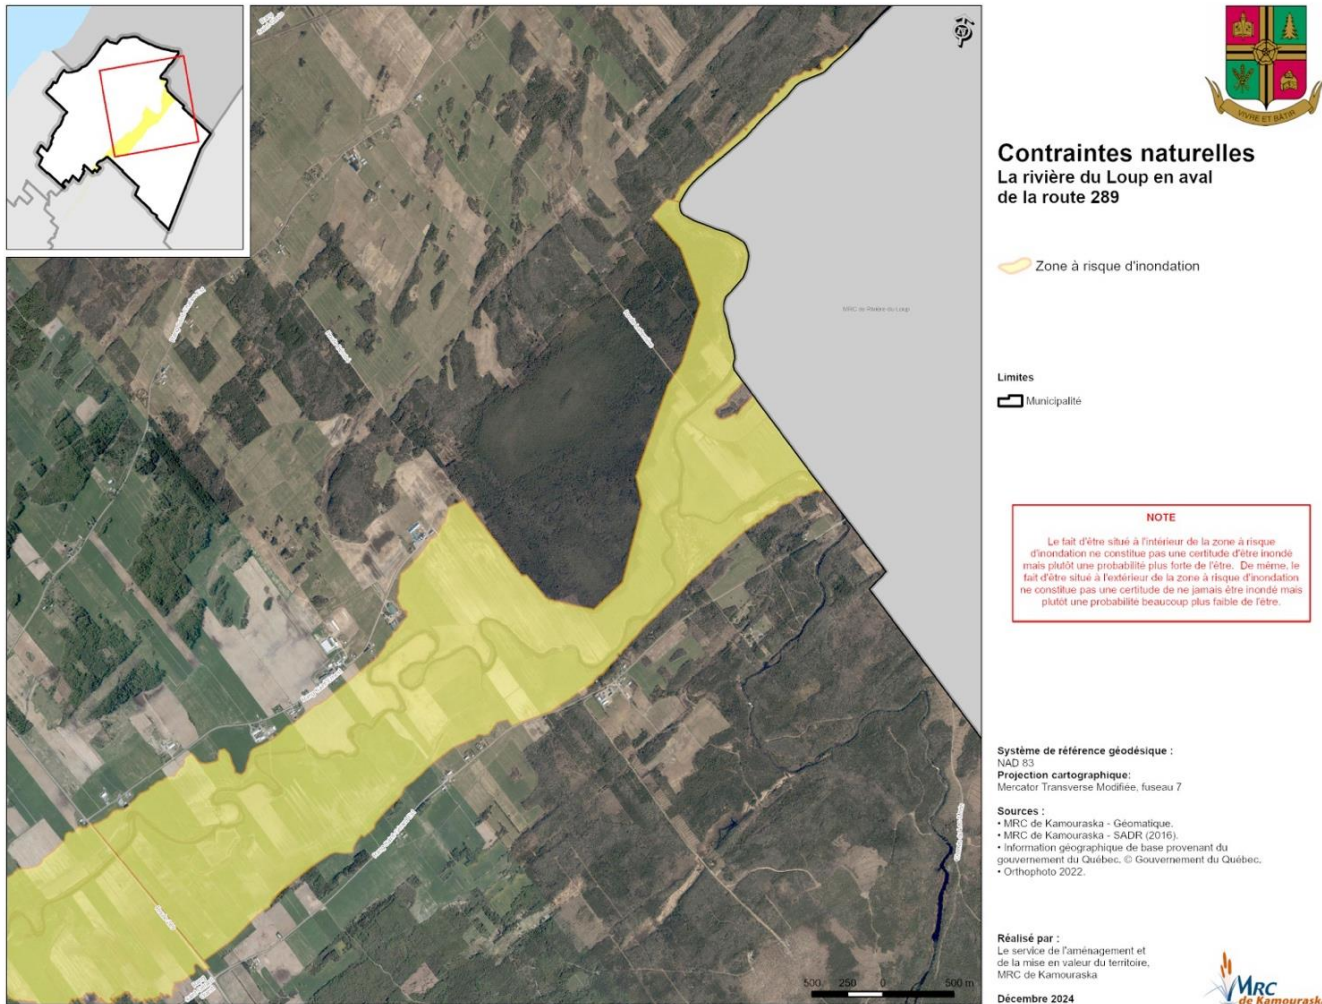 VIVRE ET BÂTIR
Contraintes naturelles
La rivière du Loup en aval
de la route 289
Zone à risque d'inondation
MRC de Rivière-du-Loup
Limites
Municipalité
NOTE
Le fait d'être situé à l'intérieur de la zone à risque
d'inondation ne constitue pas une certitude d'être inondé
mais plutôt une probabilité plus forte de l'être. De même, le
fait d'être situé à l'extérieur de la zone à risque d'inondation
ne constitue pas une certitude de ne jamais être inondé mais
plutôt une probabilité beaucoup plus faible de l'être.
Système de référence géodésique :
NAD 83
Projection cartographique:
Mercator Transverse Modifiée, fuseau 7
Sources :
• MRC de Kamouraska - Géomatique.
• MRC de Kamouraska - SADR (2016).
• Information géographique de base provenant du
gouvernement du Québec, © Gouvernement du Québec,
• Orthophoto 2022.
Réalisé par :
Le service de l'aménagement et
de la mise en valeur du territoire,
MRC de Kamouraska
Décembre 2024
500 250 0 500 m
MRC
de Kamouraska